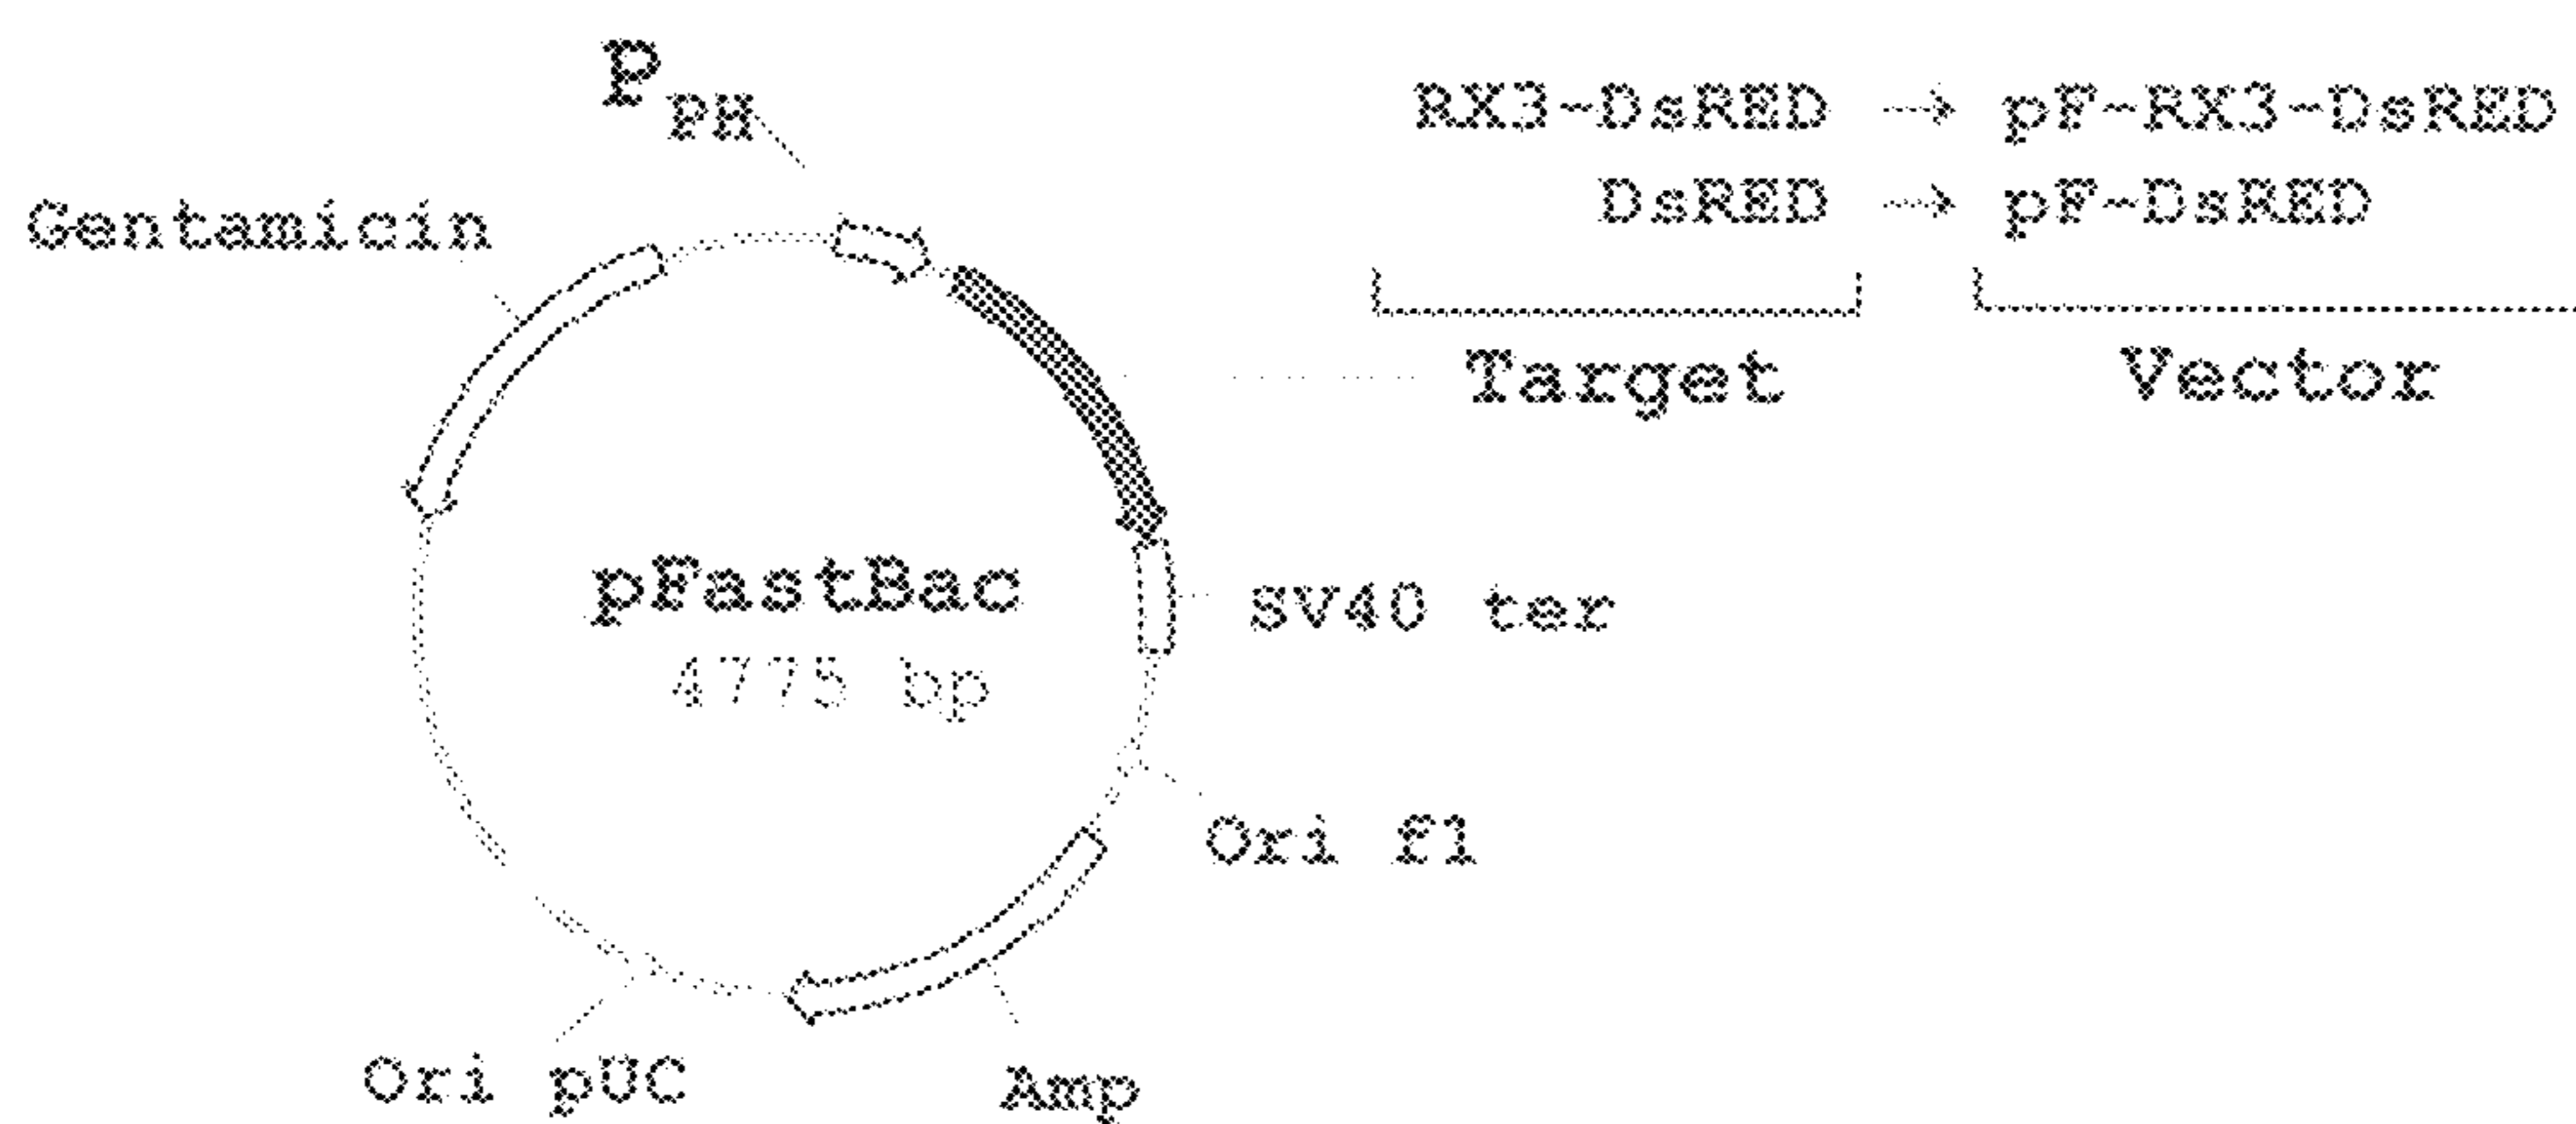 P PH
RX3-DsRED → pF-RX3-DsRED
DsRED → pF-DsRED
Gentamicin
Target
Vector
pFastBac
4775 bp
SV40 ter
Ori f1
Ori pUC
Amp